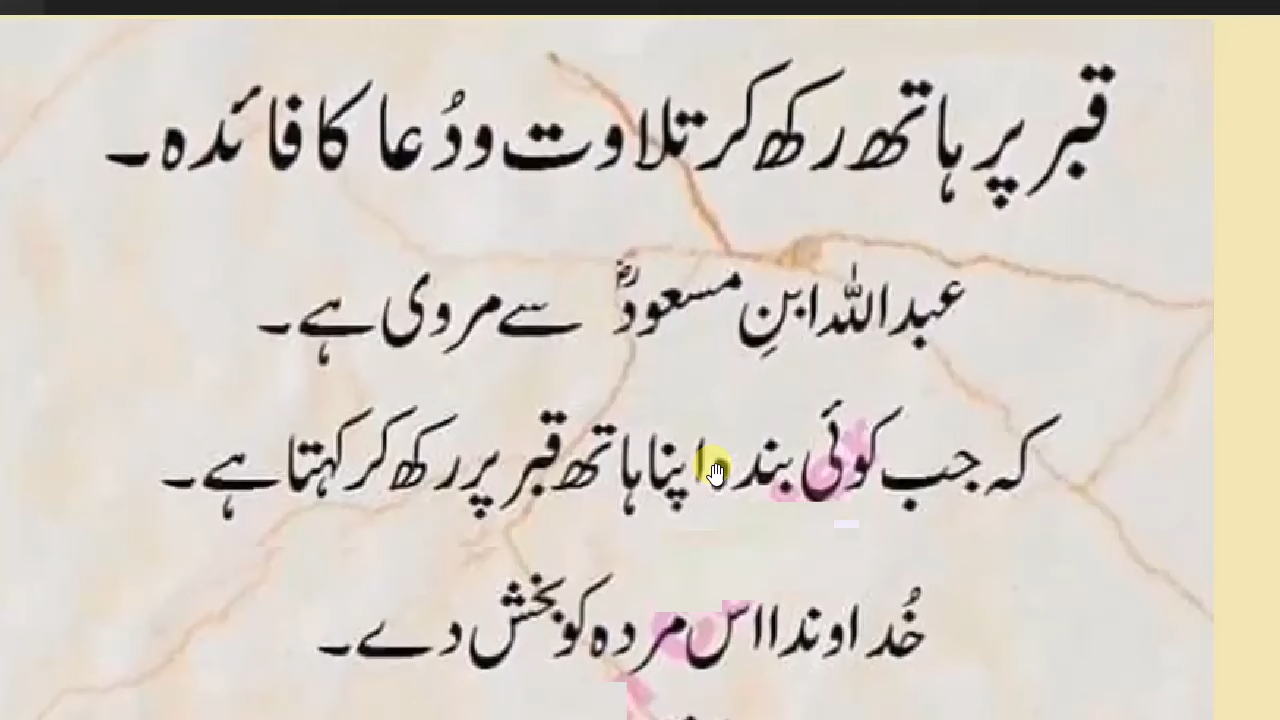 قبر پر ہاتھ رکھ کر تلاوت ودُعا کا فائدہ۔
عبداللہ ابنِ مسعودؓ سے مروی ہے۔
کہ جب کوئی بندہ اپنا ہاتھ قبر پر رکھ کر کہتا ہے۔
خُداوندا اس مردہ کو بخش دے۔